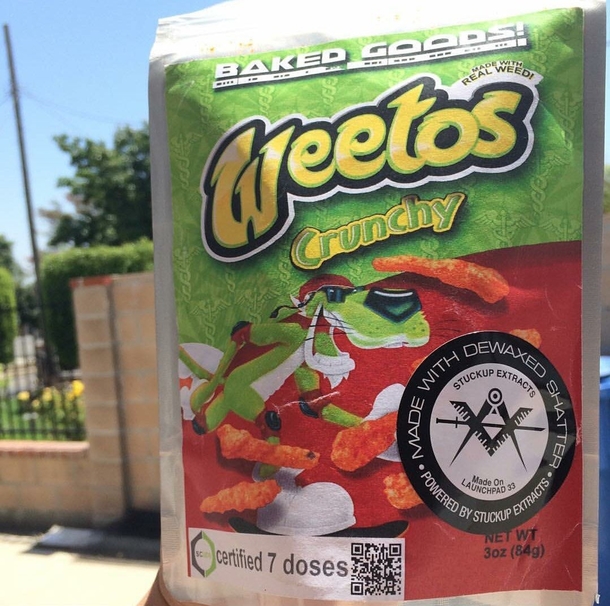 BAKED GOODS!
MADE WITH
REAL WEED!
Weetos
Crunchy
MADE WITH DEWAXED SHATTER
STUCKUP EXTRACTS
Made On
LAUNCHPAD 33
• POWERED BY STUCKUP EXTRACTS •
NET WT
3oz (84g)
certified 7 doses